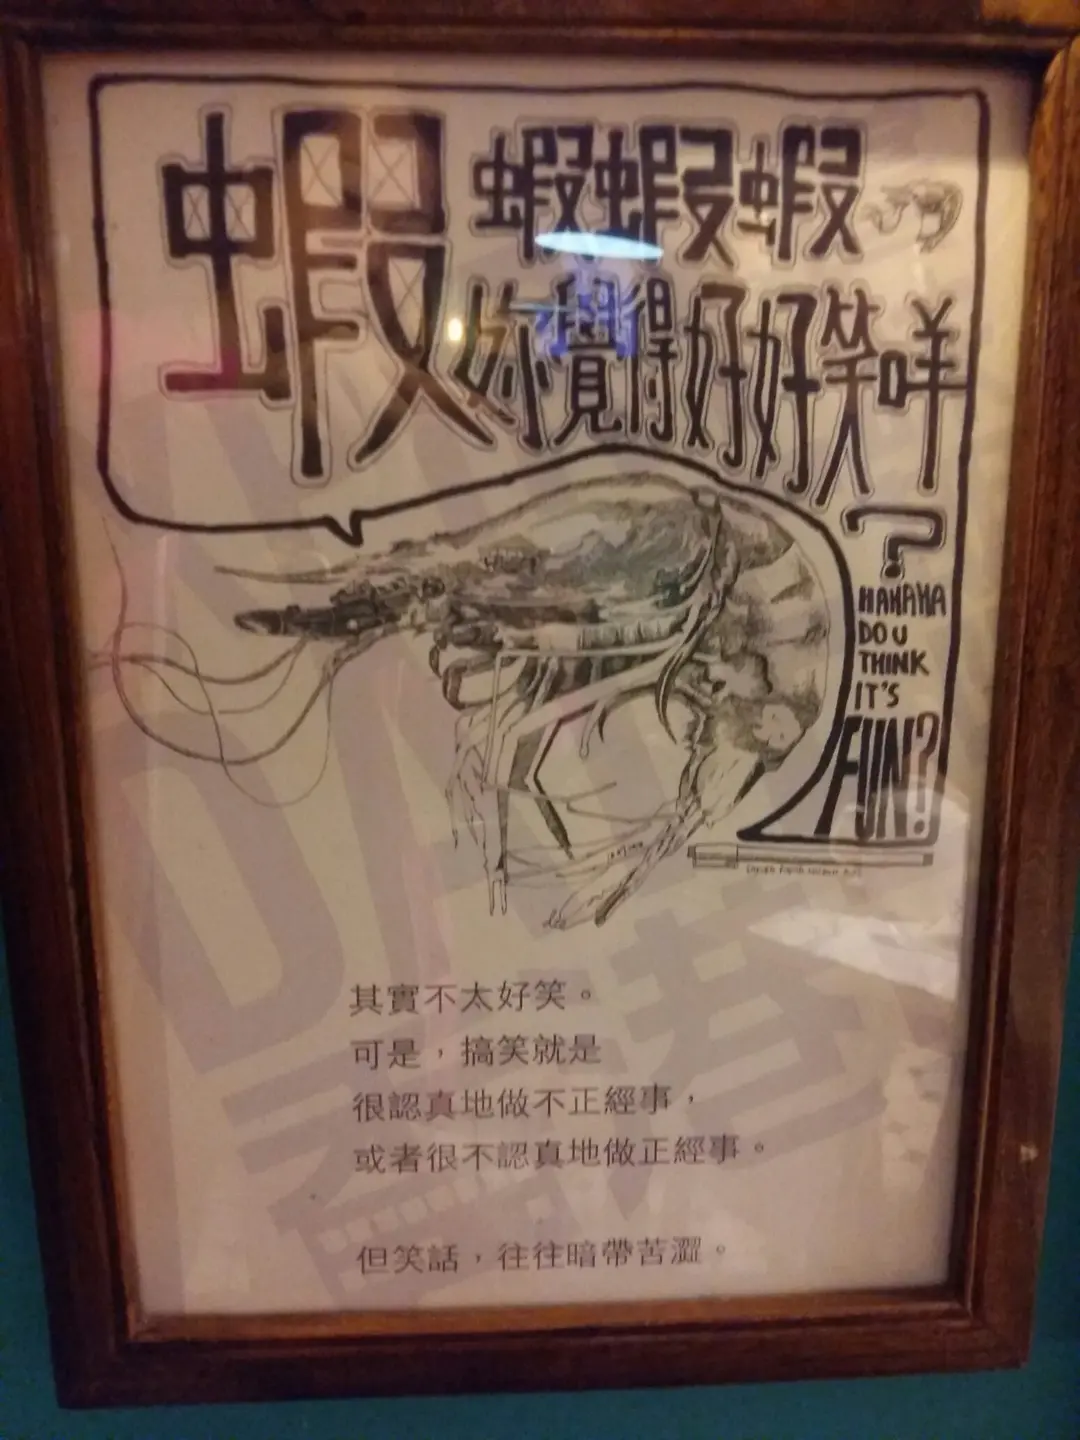 蝦蝦蝦蝦
妳覺得好好笑咩
?
HAHAHA
DO U
THINK
IT'S
FUN?
其實不太好笑。
可是，搞笑就是
很認真地做不正經事，
或者很不認真地做正經事。
但笑話，往往暗帶苦澀。